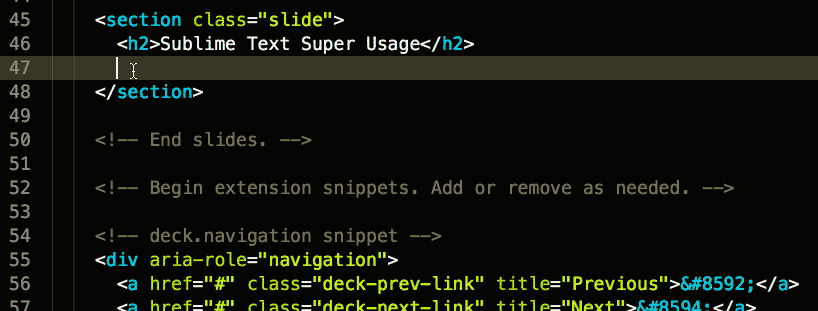 45 <section class="slide">
46 <h2>Sublime Text Super Usage</h2>
47
48 </section>
49
50 <!-- End slides. -->
51
52 <!-- Begin extension snippets. Add or remove as needed. -->
53
54 <!-- deck.navigation snippet -->
55 <div aria-role="navigation">
56 <a href="#" class="deck-prev-link" title="Previous">&#8592;</a>
57 <a href="#" class="deck-next-link" title="Next">&#8594;</a>